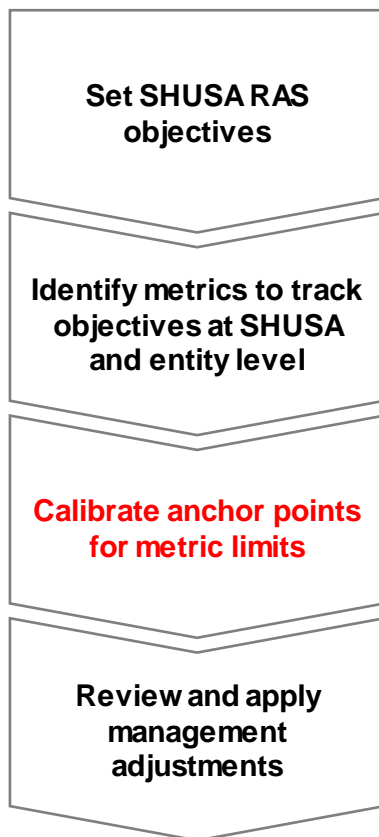 Set SHUSA RAS
objectives
Identify metrics to track
objectives at SHUSA
and entity level
Calibrate anchor points
for metric limits
Review and apply
management
adjustments